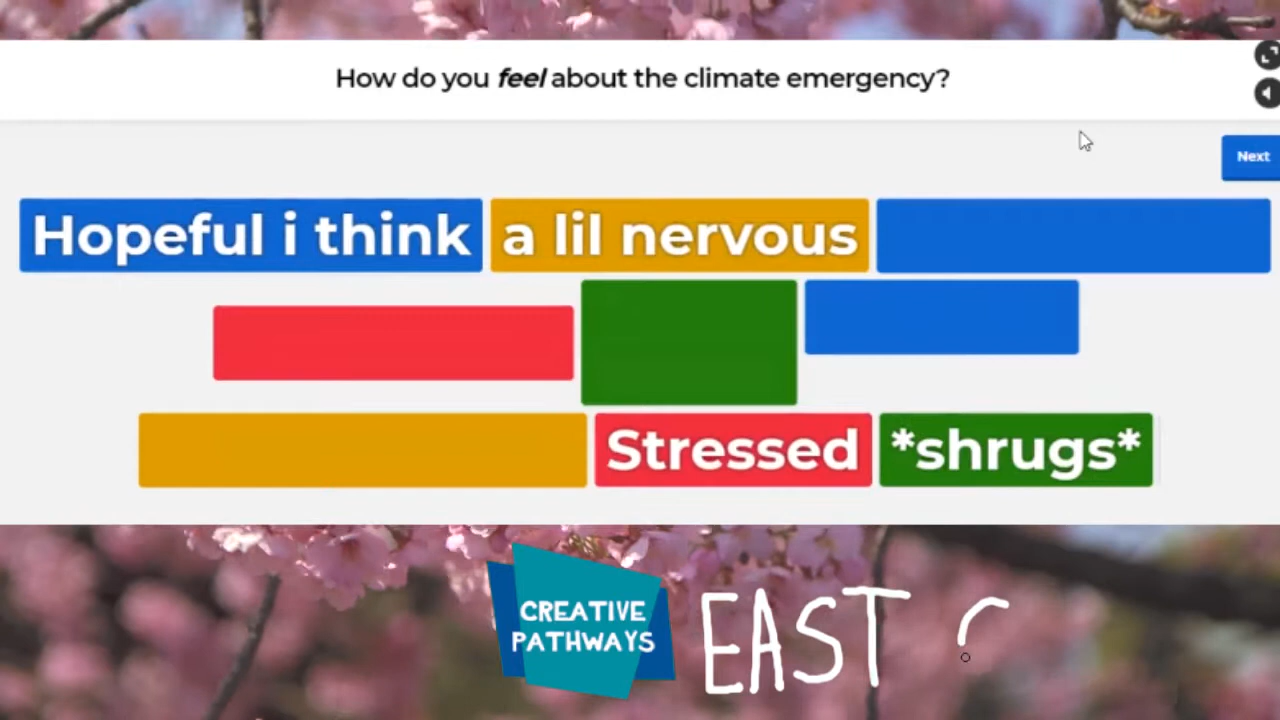 How do you feel about the climate emergency?
Next
Hopeful i think
a lil nervous
Stressed
*shrugs*
CREATIVE
PATHWAYS
EAST